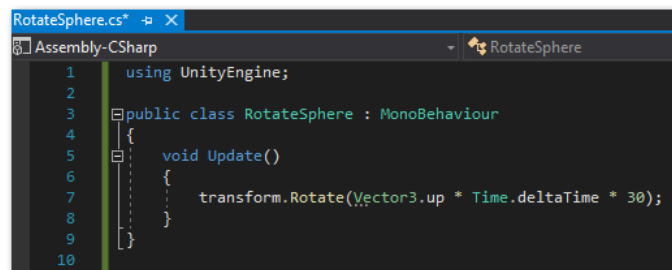 RotateSphere.cs*
Assembly-CSharp RotateSphere
1 using UnityEngine;
2
3 public class RotateSphere : MonoBehaviour
4 {
5 void Update()
6 {
7 transform.Rotate(Vector3.up * Time.deltaTime * 30);
8 }
9 }
10